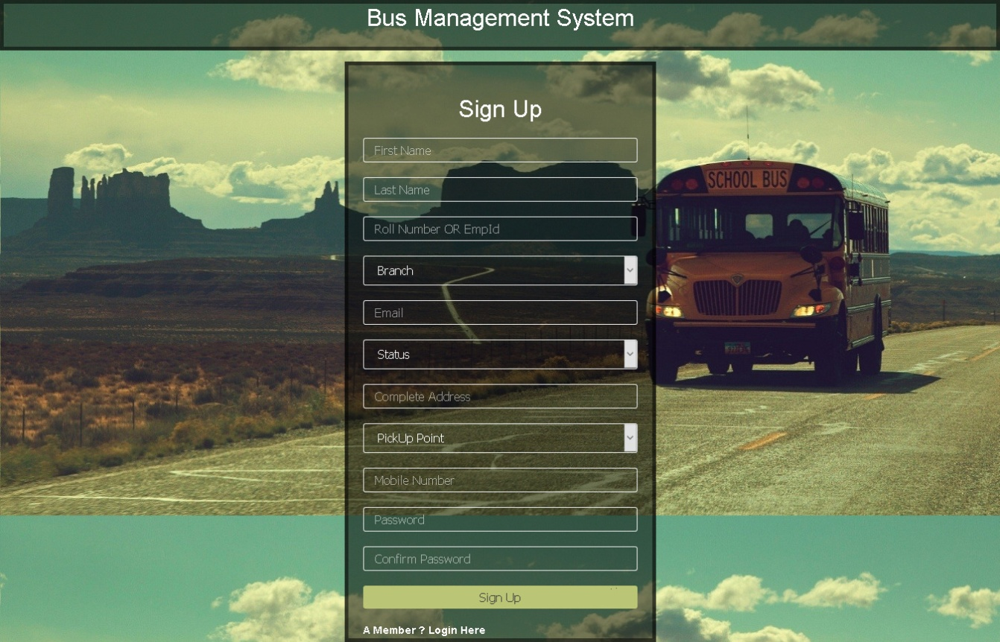 Bus Management System
Sign Up
First Name
Last Name
SCHOOL BUS
Roll Number OR EmpId
Branch
Email
Status
Complete Address
PickUp Point
Mobile Number
Password
Confirm Password
Sign Up
A Member ? Login Here